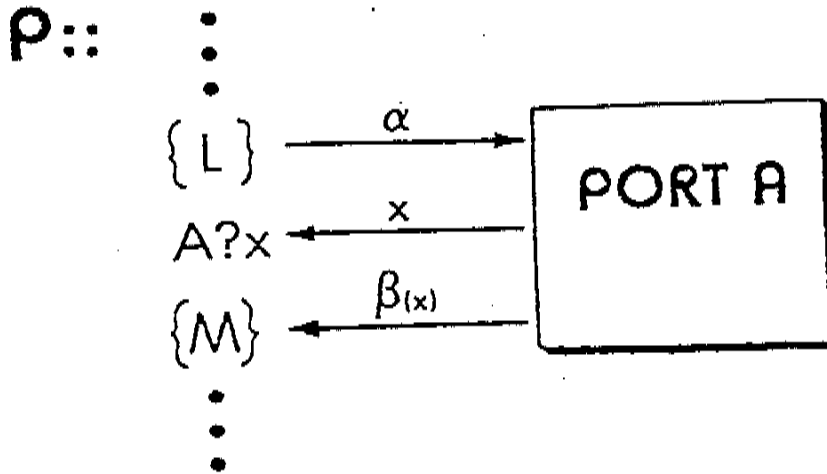 P::
α
{L}
PORT A
x
A?x
β(x)
{M}